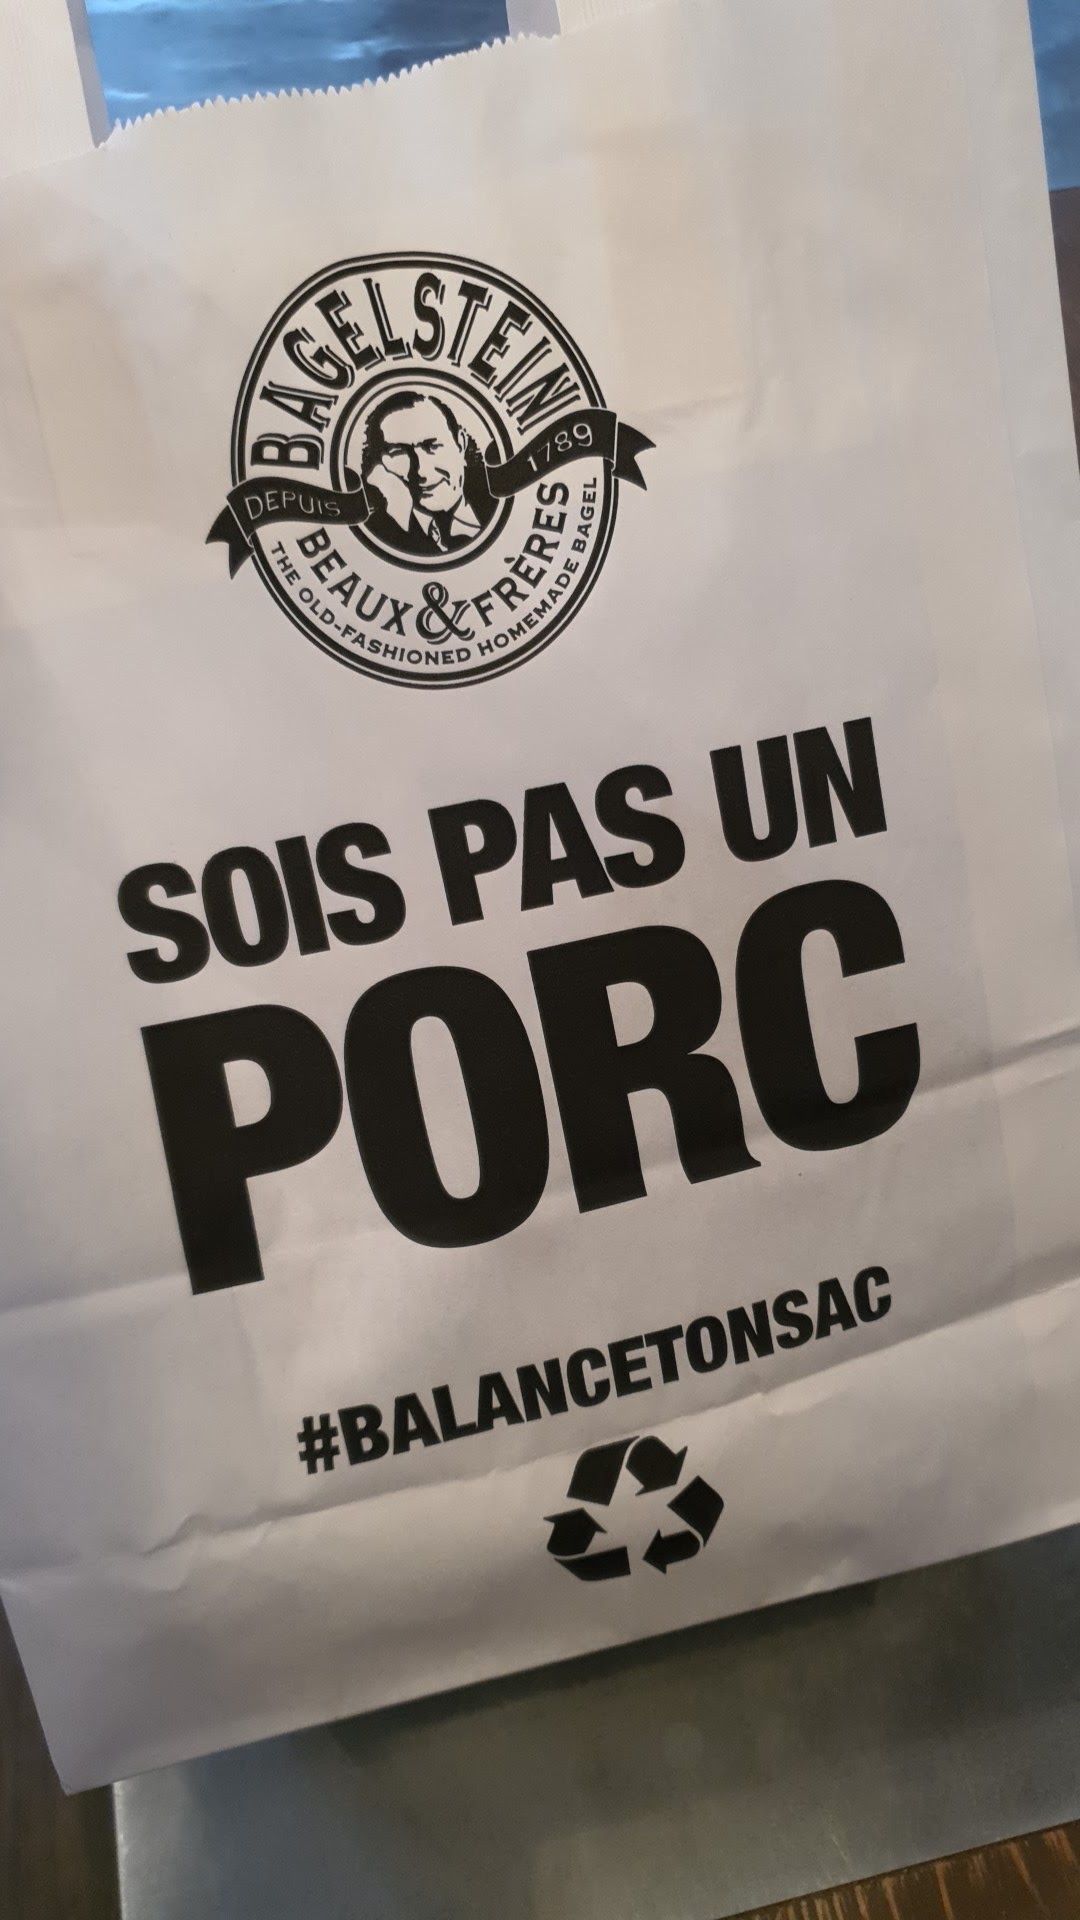 BAGELSTEIN
DEPUIS 1789
BEAUX & FRÈRES
THE OLD-FASHIONED HOMEMADE BAGEL
SOIS PAS UN
PORC
#BALANCETONSAC